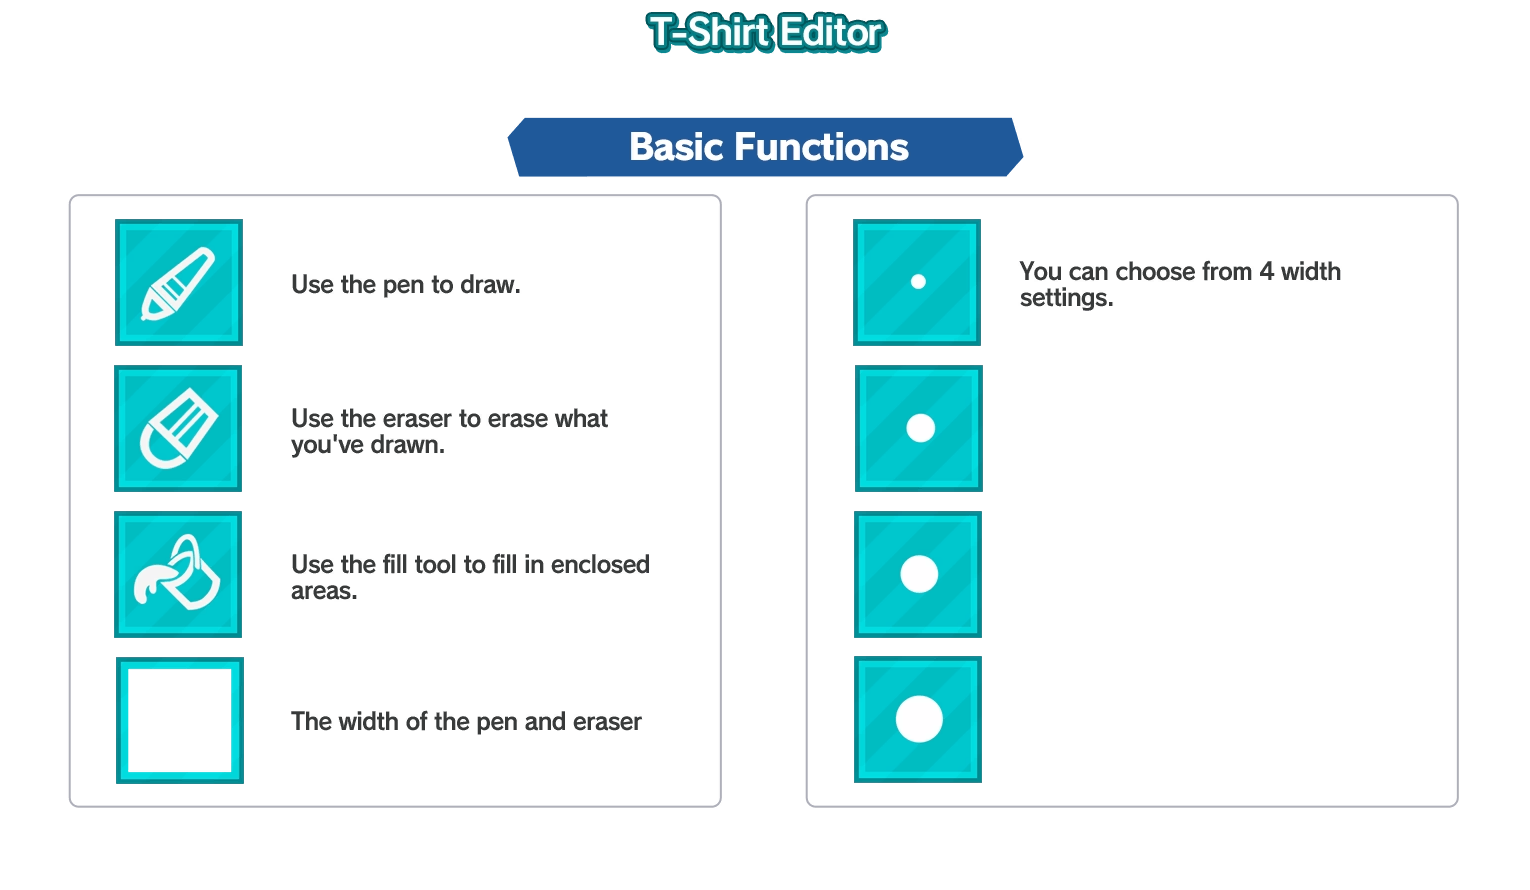 T-Shirt Editor
Basic Functions
Use the pen to draw.
Use the eraser to erase what
you've drawn.
Use the fill tool to fill in enclosed
areas.
The width of the pen and eraser
You can choose from 4 width
settings.